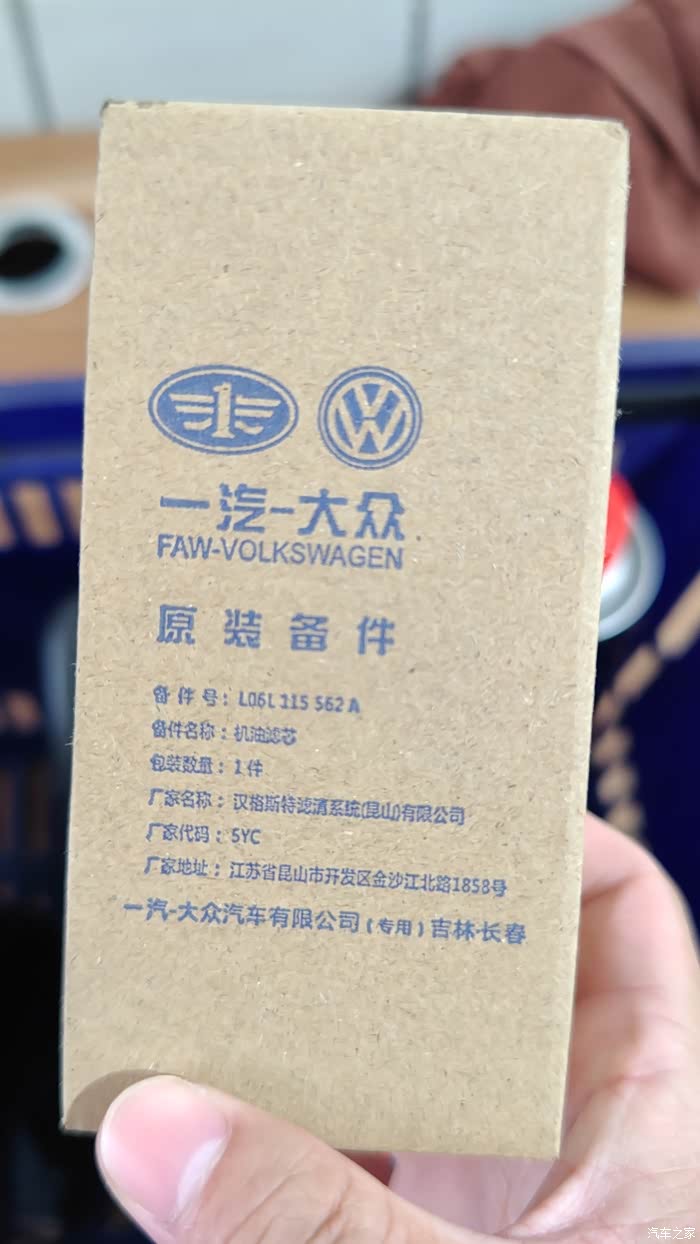 一汽-大众
FAW-VOLKSWAGEN
原装备件
备件号：L06L 115 562 A
备件名称：机油滤芯
包装数量：1件
厂家名称：汉格斯特滤清系统(昆山)有限公司
厂家代码：5YC
厂家地址：江苏省昆山市开发区金沙江北路1858号
一汽-大众汽车有限公司(专用)吉林·长春
汽车之家